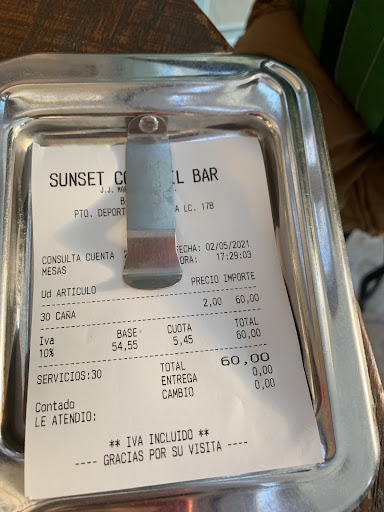 SUNSET CO L BAR
J.J. MA
B
PTO. DEPORT A LC. 17B
CONSULTA CUENTA 2 FECHA: 02/05/2021
MESAS ORA: 17:29:03
Ud ARTICULO PRECIO IMPORTE
30 CAÑA 2,00 60,00
Iva BASE CUOTA TOTAL
10% 54,55 5,45 60,00
SERVICIOS:30 TOTAL 60,00
ENTREGA 0,00
Contado CAMBIO 0,00
LE ATENDIO:
** IVA INCLUIDO **
---- GRACIAS POR SU VISITA ----